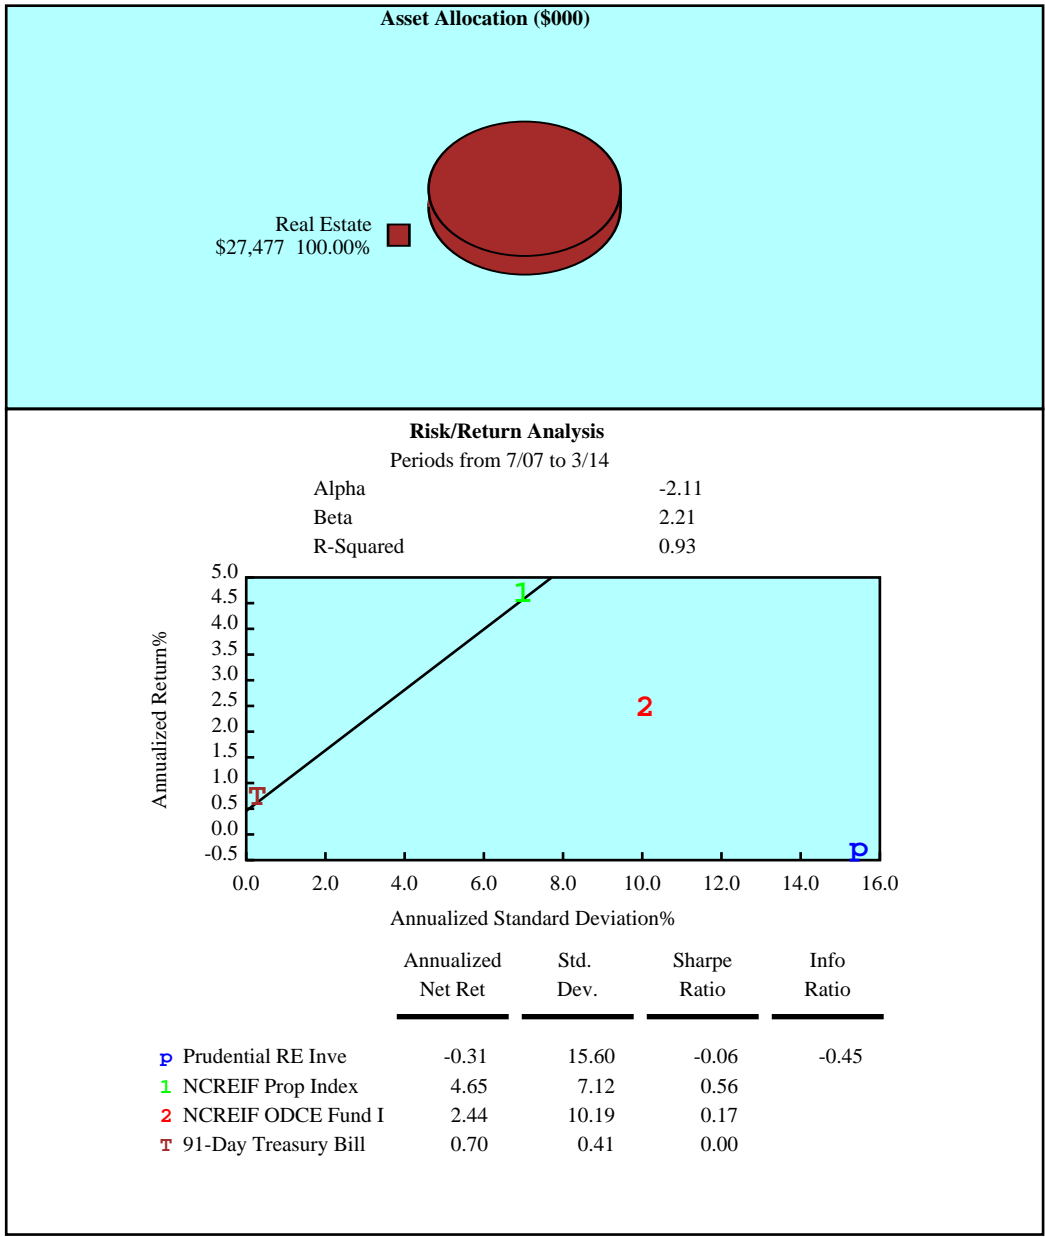 Asset Allocation ($000)
Real Estate
$27,477 100.00%
Risk/Return Analysis
Periods from 7/07 to 3/14
Alpha -2.11
Beta 2.21
R-Squared 0.93
5.0
4.5
4.0
3.5
3.0
2.5
2.0
1.5
1.0
0.5
0.0
-0.5
Annualized Return%
1
2
T
p
0.0 2.0 4.0 6.0 8.0 10.0 12.0 14.0 16.0
Annualized Standard Deviation%
Annualized Std. Sharpe Info
Net Ret Dev. Ratio Ratio
p Prudential RE Inve -0.31 15.60 -0.06 -0.45
1 NCREIF Prop Index 4.65 7.12 0.56
2 NCREIF ODCE Fund I 2.44 10.19 0.17
T 91-Day Treasury Bill 0.70 0.41 0.00